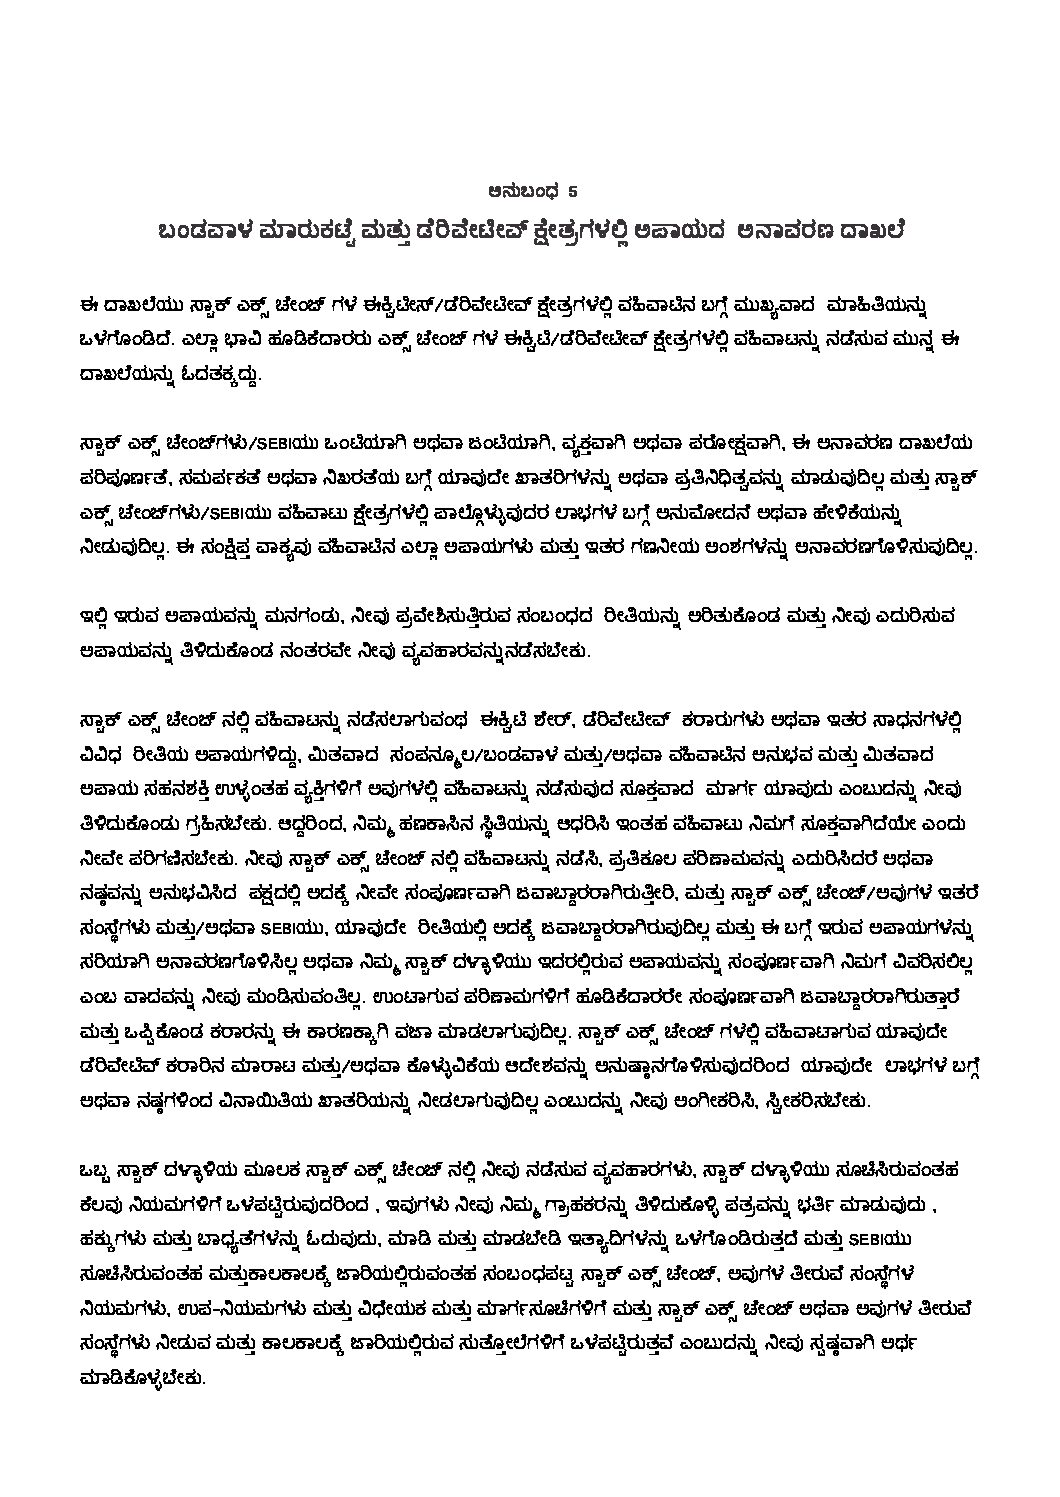 ಅನುಬಂಧ 5
ಬಂಡವಾಳ ಮಾರುಕಟ್ಟೆ ಮತ್ತು ಡೆರಿವೇಟೀವ್ ಕ್ಷೇತ್ರಗಳಲ್ಲಿ ಅಪಾಯದ ಅನಾವರಣ ದಾಖಲೆ
ಈ ದಾಖಲೆಯು ಸ್ಟಾಕ್ ಎಕ್ಸ್ ಚೇಂಜ್ ಗಳ ಈಕ್ವಿಟೀಸ್/ಡೆರಿವೇಟೀವ್ ಕ್ಷೇತ್ರಗಳಲ್ಲಿ ವಹಿವಾಟಿನ ಬಗ್ಗೆ ಮುಖ್ಯವಾದ ಮಾಹಿತಿಯನ್ನು
ಒಳಗೊಂಡಿದೆ. ಎಲ್ಲಾ ಭಾವಿ ಹೂಡಿಕೆದಾರರು ಎಕ್ಸ್ ಚೇಂಜ್ ಗಳ ಈಕ್ವಿಟಿ/ಡೆರಿವೇಟೀವ್ ಕ್ಷೇತ್ರಗಳಲ್ಲಿ ವಹಿವಾಟನ್ನು ನಡೆಸುವ ಮುನ್ನ ಈ
ದಾಖಲೆಯನ್ನು ಓದತಕ್ಕದ್ದು.
ಸ್ಟಾಕ್ ಎಕ್ಸ್ ಚೇಂಜ್‌ಗಳು/SEBIಯು ಒಂಟಿಯಾಗಿ ಅಥವಾ ಜಂಟಿಯಾಗಿ, ವ್ಯಕ್ತವಾಗಿ ಅಥವಾ ಪರೋಕ್ಷವಾಗಿ, ಈ ಅನಾವರಣ ದಾಖಲೆಯ
ಪರಿಪೂರ್ಣತೆ, ಸಮರ್ಪಕತೆ ಅಥವಾ ನಿಖರತೆಯ ಬಗ್ಗೆ ಯಾವುದೇ ಖಾತರಿಗಳನ್ನು ಅಥವಾ ಪ್ರತಿನಿಧಿತ್ವವನ್ನು ಮಾಡುವುದಿಲ್ಲ ಮತ್ತು ಸ್ಟಾಕ್
ಎಕ್ಸ್ ಚೇಂಜ್‌ಗಳು/SEBIಯು ವಹಿವಾಟು ಕ್ಷೇತ್ರಗಳಲ್ಲಿ ಪಾಲ್ಗೊಳ್ಳುವುದರ ಲಾಭಗಳ ಬಗ್ಗೆ ಅನುಮೋದನೆ ಅಥವಾ ಹೇಳಿಕೆಯನ್ನು
ನೀಡುವುದಿಲ್ಲ. ಈ ಸಂಕ್ಷಿಪ್ತ ವಾಕ್ಯವು ವಹಿವಾಟಿನ ಎಲ್ಲಾ ಅಪಾಯಗಳು ಮತ್ತು ಇತರ ಗಣನೀಯ ಅಂಶಗಳನ್ನು ಅನಾವರಣಗೊಳಿಸುವುದಿಲ್ಲ.
ಇಲ್ಲಿ ಇರುವ ಅಪಾಯವನ್ನು ಮನಗಂಡು, ನೀವು ಪ್ರವೇಶಿಸುತ್ತಿರುವ ಸಂಬಂಧದ ರೀತಿಯನ್ನು ಅರಿತುಕೊಂಡ ಮತ್ತು ನೀವು ಎದುರಿಸುವ
ಅಪಾಯವನ್ನು ತಿಳಿದುಕೊಂಡ ನಂತರವೇ ನೀವು ವ್ಯವಹಾರವನ್ನುನಡೆಸಬೇಕು.
ಸ್ಟಾಕ್ ಎಕ್ಸ್ ಚೇಂಜ್ ನಲ್ಲಿ ವಹಿವಾಟನ್ನು ನಡೆಸಲಾಗುವಂಥ ಈಕ್ವಿಟಿ ಶೇರ್, ಡೆರಿವೇಟೀವ್ ಕರಾರುಗಳು ಅಥವಾ ಇತರ ಸಾಧನಗಳಲ್ಲಿ
ವಿವಿಧ ರೀತಿಯ ಅಪಾಯಗಳಿದ್ದು, ಮಿತವಾದ ಸಂಪನ್ಮೂಲ/ಬಂಡವಾಳ ಮತ್ತು/ಅಥವಾ ವಹಿವಾಟಿನ ಅನುಭವ ಮತ್ತು ಮಿತವಾದ
ಅಪಾಯ ಸಹನಶಕ್ತಿ ಉಳ್ಳಂತಹ ವ್ಯಕ್ತಿಗಳಿಗೆ ಅವುಗಳಲ್ಲಿ ವಹಿವಾಟನ್ನು ನಡೆಸುವುದ ಸೂಕ್ತವಾದ ಮಾರ್ಗ ಯಾವುದು ಎಂಬುದನ್ನು ನೀವು
ತಿಳಿದುಕೊಂಡು ಗ್ರಹಿಸಬೇಕು. ಆದ್ದರಿಂದ, ನಿಮ್ಮ ಹಣಕಾಸಿನ ಸ್ಥಿತಿಯನ್ನು ಆಧರಿಸಿ ಇಂತಹ ವಹಿವಾಟು ನಿಮಗೆ ಸೂಕ್ತವಾಗಿದೆಯೇ ಎಂದು
ನೀವೇ ಪರಿಗಣಿಸಬೇಕು. ನೀವು ಸ್ಟಾಕ್ ಎಕ್ಸ್ ಚೇಂಜ್ ನಲ್ಲಿ ವಹಿವಾಟನ್ನು ನಡೆಸಿ, ಪ್ರತಿಕೂಲ ಪರಿಣಾಮವನ್ನು ಎದುರಿಸಿದರೆ ಅಥವಾ
ನಷ್ಠವನ್ನು ಅನುಭವಿಸಿದ ಪಕ್ಷದಲ್ಲಿ ಅದಕ್ಕೆ ನೀವೇ ಸಂಪೂರ್ಣವಾಗಿ ಜವಾಬ್ದಾರರಾಗಿರುತ್ತೀರಿ, ಮತ್ತು ಸ್ಟಾಕ್ ಎಕ್ಸ್ ಚೇಂಜ್/ಅವುಗಳ ಇತರೆ
ಸಂಸ್ಥೆಗಳು ಮತ್ತು/ಅಥವಾ SEBIಯು, ಯಾವುದೇ ರೀತಿಯಲ್ಲಿ ಅದಕ್ಕೆ ಜವಾಬ್ದಾರರಾಗಿರುವುದಿಲ್ಲ ಮತ್ತು ಈ ಬಗ್ಗೆ ಇರುವ ಅಪಾಯಗಳನ್ನು
ಸರಿಯಾಗಿ ಅನಾವರಣಗೊಳಿಸಿಲ್ಲ ಅಥವಾ ನಿಮ್ಮ ಸ್ಟಾಕ್ ದಳ್ಳಾಳಿಯು ಇದರಲ್ಲಿರುವ ಅಪಾಯವನ್ನು ಸಂಪೂರ್ಣವಾಗಿ ನಿಮಗೆ ವಿವರಿಸಲಿಲ್ಲ
ಎಂಬ ವಾದವನ್ನು ನೀವು ಮಂಡಿಸುವಂತಿಲ್ಲ. ಉಂಟಾಗುವ ಪರಿಣಾಮಗಳಿಗೆ ಹೂಡಿಕೆದಾರರೇ ಸಂಪೂರ್ಣವಾಗಿ ಜವಾಬ್ದಾರರಾಗಿರುತ್ತಾರೆ
ಮತ್ತು ಒಪ್ಪಿಕೊಂಡ ಕರಾರನ್ನು ಈ ಕಾರಣಕ್ಕಾಗಿ ವಜಾ ಮಾಡಲಾಗುವುದಿಲ್ಲ. ಸ್ಟಾಕ್ ಎಕ್ಸ್ ಚೇಂಜ್ ಗಳಲ್ಲಿ ವಹಿವಾಟಾಗುವ ಯಾವುದೇ
ಡೆರಿವೇಟಿವ್ ಕರಾರಿನ ಮಾರಾಟ ಮತ್ತು/ಅಥವಾ ಕೊಳ್ಳುವಿಕೆಯ ಆದೇಶವನ್ನು ಅನುಷ್ಠಾನಗೊಳಿಸುವುದರಿಂದ ಯಾವುದೇ ಲಾಭಗಳ ಬಗ್ಗೆ
ಅಥವಾ ನಷ್ಠಗಳಿಂದ ವಿನಾಯಿತಿಯ ಖಾತರಿಯನ್ನು ನೀಡಲಾಗುವುದಿಲ್ಲ ಎಂಬುದನ್ನು ನೀವು ಅಂಗೀಕರಿಸಿ, ಸ್ವೀಕರಿಸಬೇಕು.
ಒಬ್ಬ ಸ್ಟಾಕ್ ದಳ್ಳಾಳಿಯ ಮೂಲಕ ಸ್ಟಾಕ್ ಎಕ್ಸ್ ಚೇಂಜ್ ನಲ್ಲಿ ನೀವು ನಡೆಸುವ ವ್ಯವಹಾರಗಳು, ಸ್ಟಾಕ್ ದಳ್ಳಾಳಿಯು ಸೂಚಿಸಿರುವಂತಹ
ಕೆಲವು ನಿಯಮಗಳಿಗೆ ಒಳಪಟ್ಟಿರುವುದರಿಂದ , ಇವುಗಳು ನೀವು ನಿಮ್ಮ ಗ್ರಾಹಕರನ್ನು ತಿಳಿದುಕೊಳ್ಳಿ ಪತ್ರವನ್ನು ಭರ್ತಿ ಮಾಡುವುದು ,
ಹಕ್ಕುಗಳು ಮತ್ತು ಬಾಧ್ಯತೆಗಳನ್ನು ಓದುವುದು, ಮಾಡಿ ಮತ್ತು ಮಾಡಬೇಡಿ ಇತ್ಯಾದಿಗಳನ್ನು ಒಳಗೊಂಡಿರುತ್ತದೆ ಮತ್ತು SEBIಯು
ಸೂಚಿಸಿರುವಂತಹ ಮತ್ತುಕಾಲಕಾಲಕ್ಕೆ ಜಾರಿಯಲ್ಲಿರುವಂತಹ ಸಂಬಂಧಪಟ್ಟ ಸ್ಟಾಕ್ ಎಕ್ಸ್ ಚೇಂಜ್, ಅವುಗಳ ತೀರುವೆ ಸಂಸ್ಥೆಗಳ
ನಿಯಮಗಳು, ಉಪ-ನಿಯಮಗಳು ಮತ್ತು ವಿಧೇಯಕ ಮತ್ತು ಮಾರ್ಗಸೂಚಿಗಳಿಗೆ ಮತ್ತು ಸ್ಟಾಕ್ ಎಕ್ಸ್ ಚೇಂಜ್ ಅಥವಾ ಅವುಗಳ ತೀರುವೆ
ಸಂಸ್ಥೆಗಳು ನೀಡುವ ಮತ್ತು ಕಾಲಕಾಲಕ್ಕೆ ಜಾರಿಯಲ್ಲಿರುವ ಸುತ್ತೋಲೆಗಳಿಗೆ ಒಳಪಟ್ಟಿರುತ್ತವೆ ಎಂಬುದನ್ನು ನೀವು ಸ್ಪಷ್ಠವಾಗಿ ಅರ್ಥ
ಮಾಡಿಕೊಳ್ಳಬೇಕು.